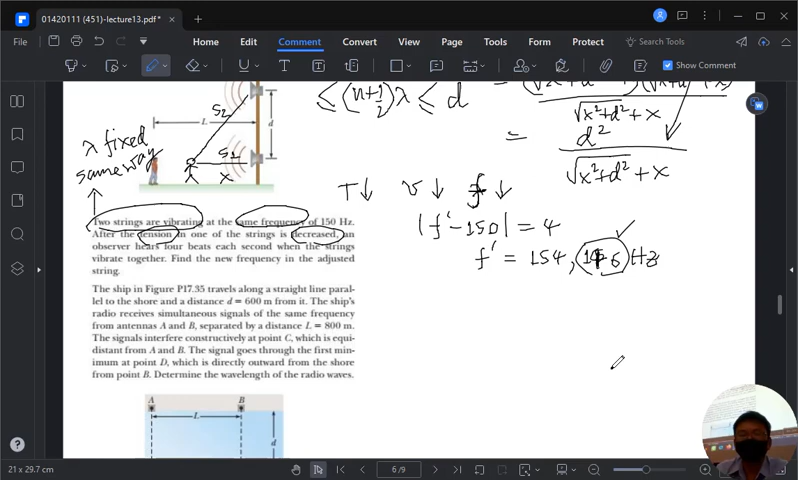 01420111 (451)-lecture13.pdf*
File
Home
Edit
Comment
Convert
View
Page
Tools
Form
Protect
Search Tools
Show Comment
λ fixed
same way
S2
L
d
S1
x
≤ (n+1/2)λ ≤ d
√x²+d² + x
= d²
√x²+d² + x
T↓ v↓ f↓
|f' - 150| = 4
f' = 154, 146 Hz
Two strings are vibrating at the same frequency of 150 Hz.
After the tension in one of the strings is decreased, an
observer hears four beats each second when the strings
vibrate together. Find the new frequency in the adjusted
string.
The ship in Figure P17.35 travels along a straight line paral-
lel to the shore and a distance d = 600 m from it. The ship's
radio receives simultaneous signals of the same frequency
from antennas A and B, separated by a distance L = 800 m.
The signals interfere constructively at point C, which is equi-
distant from A and B. The signal goes through the first min-
imum at point D, which is directly outward from the shore
from point B. Determine the wavelength of the radio waves.
A
B
L
d
21 x 29.7 cm
6 /9
100%